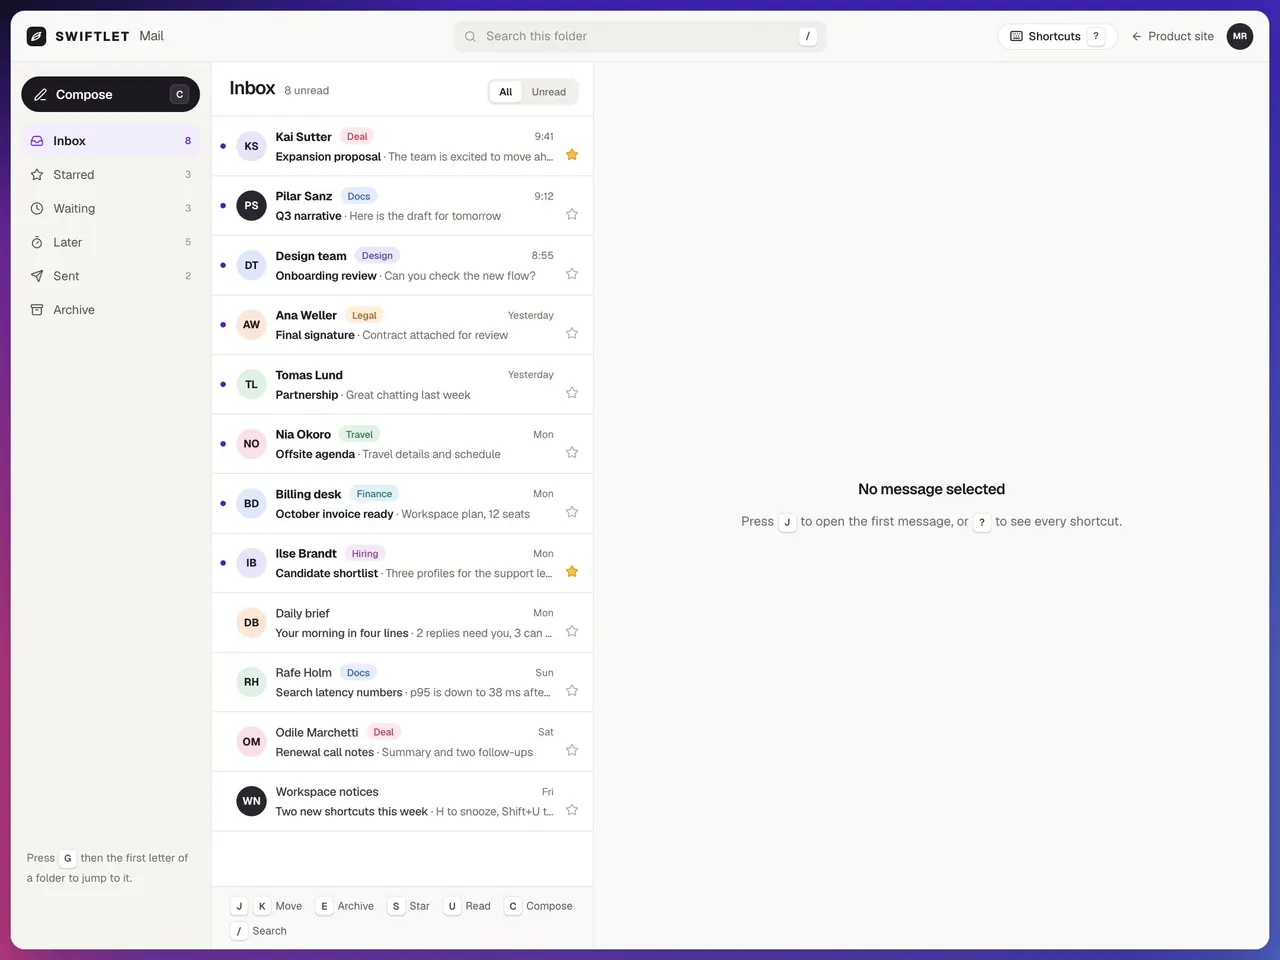 SWIFTLET Mail
Search this folder /
Shortcuts ?
Product site
MR
Compose C
Inbox 8
Starred 3
Waiting 3
Later 5
Sent 2
Archive
Press G then the first letter of
a folder to jump to it.
Inbox 8 unread
All Unread
KS Kai Sutter Deal 9:41
Expansion proposal · The team is excited to move ah...
PS Pilar Sanz Docs 9:12
Q3 narrative · Here is the draft for tomorrow
DT Design team Design 8:55
Onboarding review · Can you check the new flow?
AW Ana Weller Legal Yesterday
Final signature · Contract attached for review
TL Tomas Lund Yesterday
Partnership · Great chatting last week
NO Nia Okoro Travel Mon
Offsite agenda · Travel details and schedule
BD Billing desk Finance Mon
October invoice ready · Workspace plan, 12 seats
IB Ilse Brandt Hiring Mon
Candidate shortlist · Three profiles for the support le...
DB Daily brief Mon
Your morning in four lines · 2 replies need you, 3 can ...
RH Rafe Holm Docs Sun
Search latency numbers · p95 is down to 38 ms afte...
OM Odile Marchetti Deal Sat
Renewal call notes · Summary and two follow-ups
WN Workspace notices Fri
Two new shortcuts this week · H to snooze, Shift+U t...
J K Move E Archive S Star U Read C Compose
/ Search
No message selected
Press J to open the first message, or ? to see every shortcut.